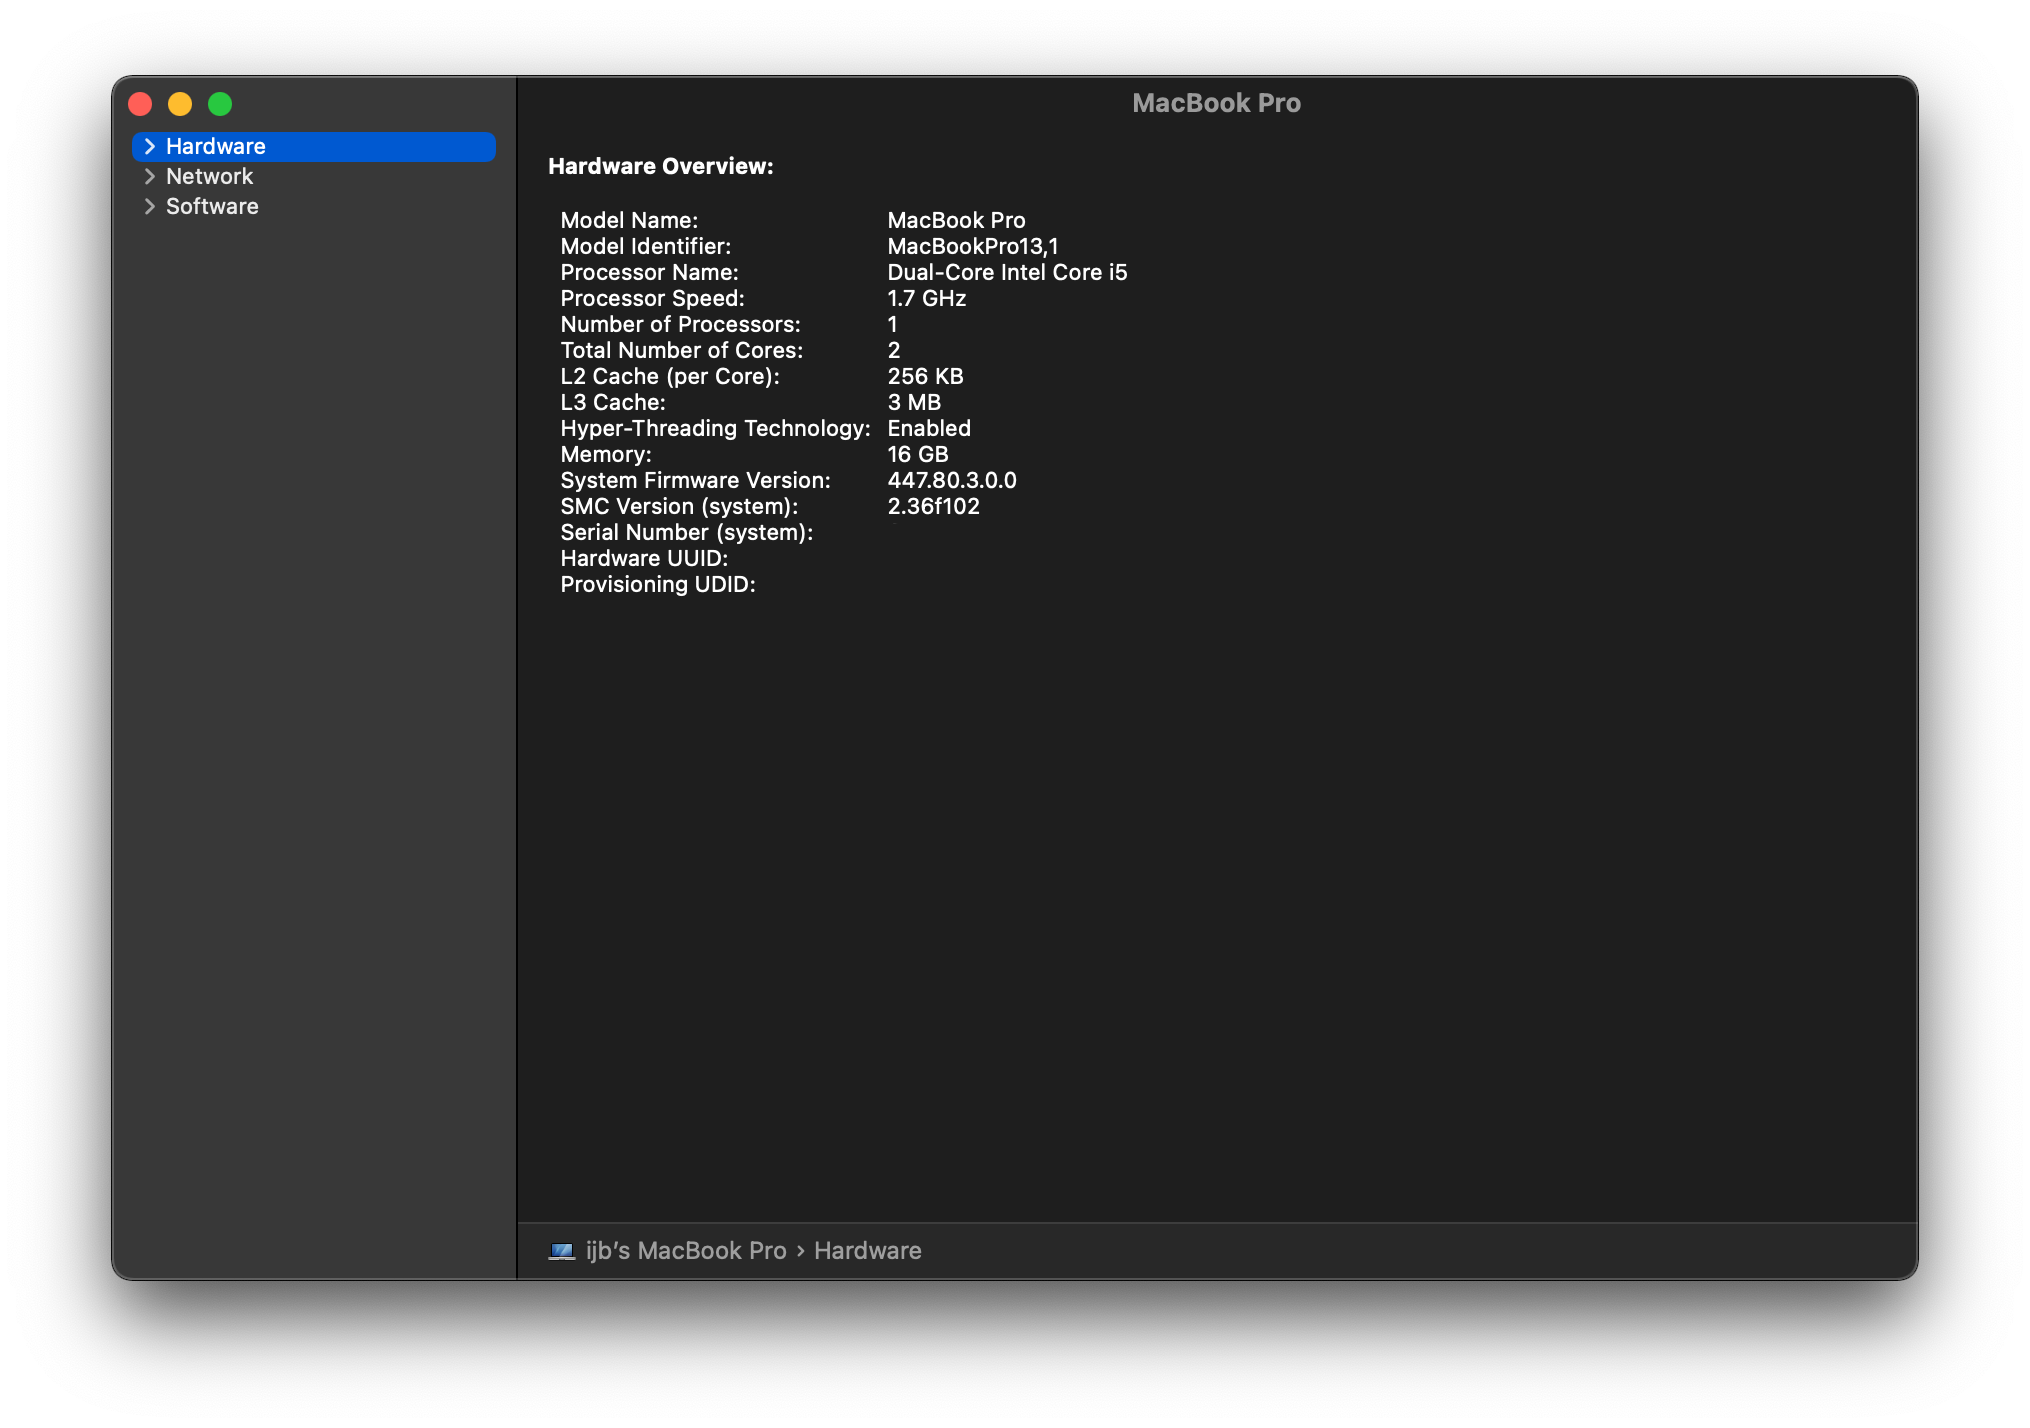 MacBook Pro
Hardware
Network
Software
Hardware Overview:
Model Name: MacBook Pro
Model Identifier: MacBookPro13,1
Processor Name: Dual-Core Intel Core i5
Processor Speed: 1.7 GHz
Number of Processors: 1
Total Number of Cores: 2
L2 Cache (per Core): 256 KB
L3 Cache: 3 MB
Hyper-Threading Technology: Enabled
Memory: 16 GB
System Firmware Version: 447.80.3.0.0
SMC Version (system): 2.36f102
Serial Number (system):
Hardware UUID:
Provisioning UDID:
ijb’s MacBook Pro › Hardware